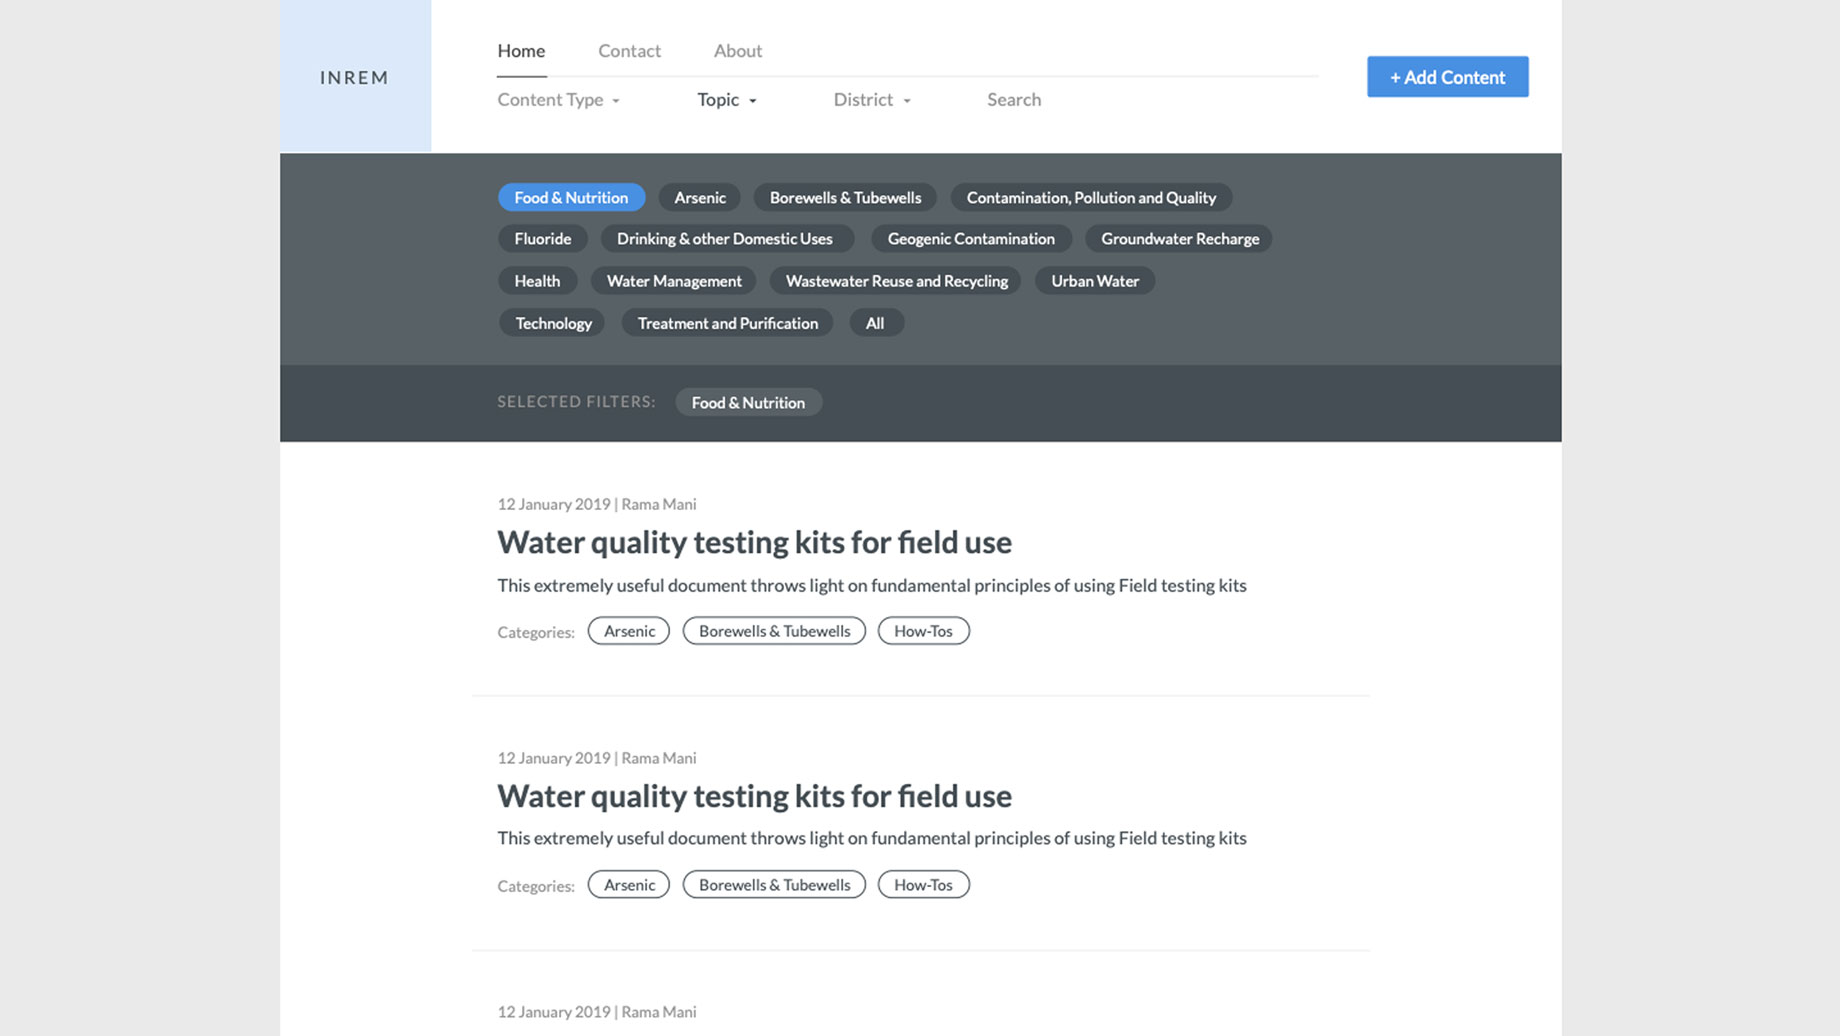 INREM
Home Contact About
+ Add Content
Content Type Topic District Search
Food & Nutrition Arsenic Borewells & Tubewells Contamination, Pollution and Quality
Fluoride Drinking & other Domestic Uses Geogenic Contamination Groundwater Recharge
Health Water Management Wastewater Reuse and Recycling Urban Water
Technology Treatment and Purification All
SELECTED FILTERS: Food & Nutrition
12 January 2019 | Rama Mani
Water quality testing kits for field use
This extremely useful document throws light on fundamental principles of using Field testing kits
Categories: Arsenic Borewells & Tubewells How-Tos
12 January 2019 | Rama Mani
Water quality testing kits for field use
This extremely useful document throws light on fundamental principles of using Field testing kits
Categories: Arsenic Borewells & Tubewells How-Tos
12 January 2019 | Rama Mani